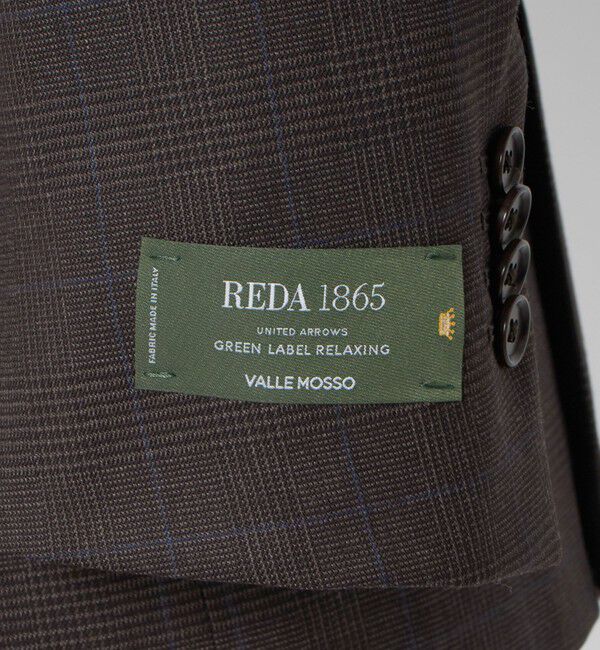 FABRIC MADE IN ITALY
REDA 1865
UNITED ARROWS
GREEN LABEL RELAXING
VALLE MOSSO